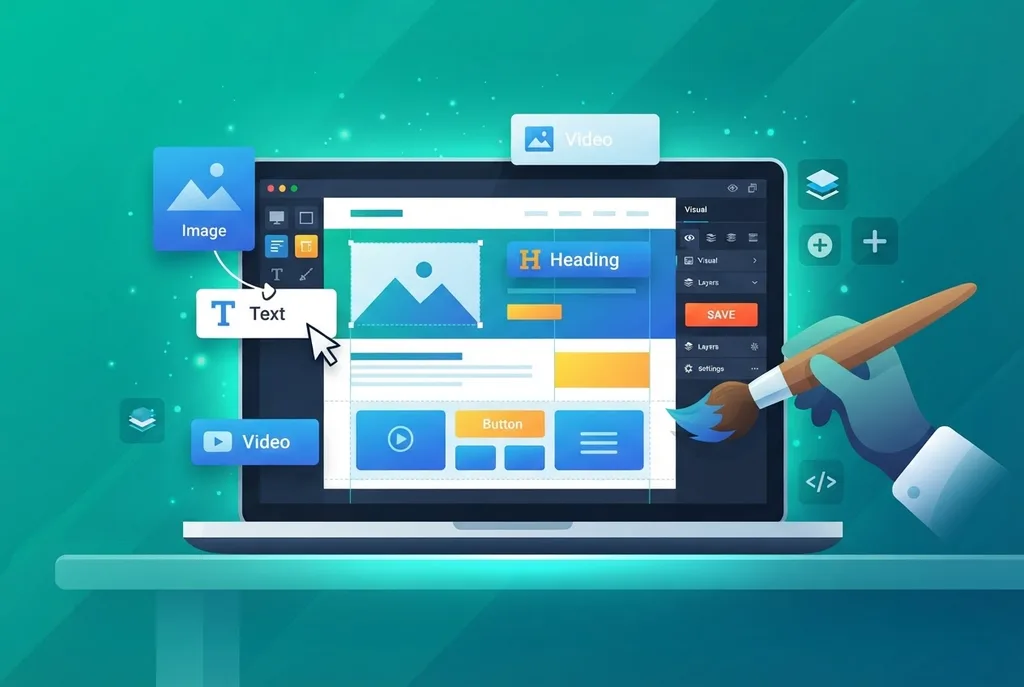 Video
Image
Visual
H Heading
Visual
Layers
T Text
SAVE
Layers
Settings
Button
Video
</>
T